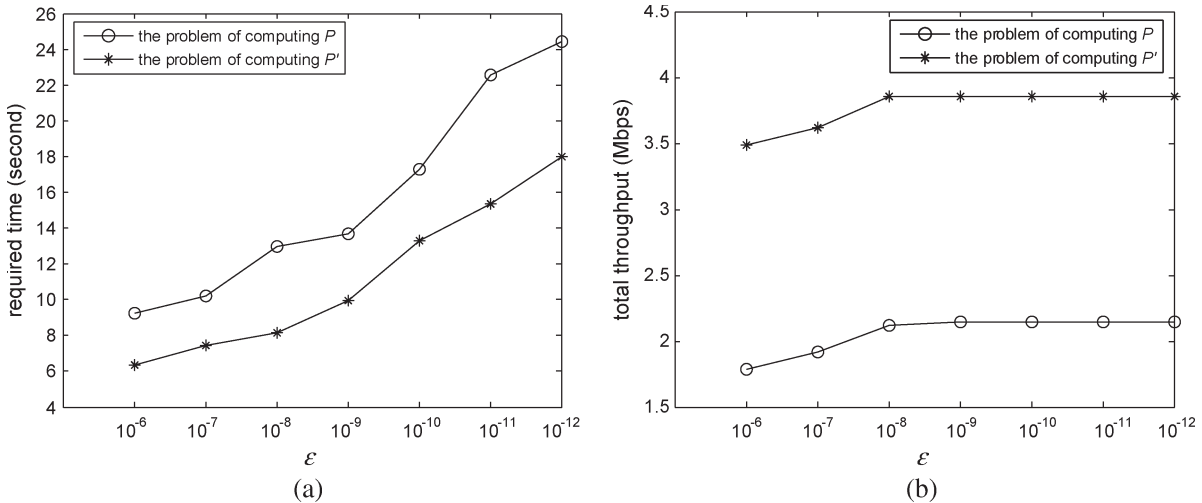 26
24
22
20
18
16
14
12
10
8
6
4
required time (second)
the problem of computing P
the problem of computing P'
10^-6 10^-7 10^-8 10^-9 10^-10 10^-11 10^-12
ε
(a)
4.5
4
3.5
3
2.5
2
1.5
total throughput (Mbps)
the problem of computing P
the problem of computing P'
10^-6 10^-7 10^-8 10^-9 10^-10 10^-11 10^-12
ε
(b)